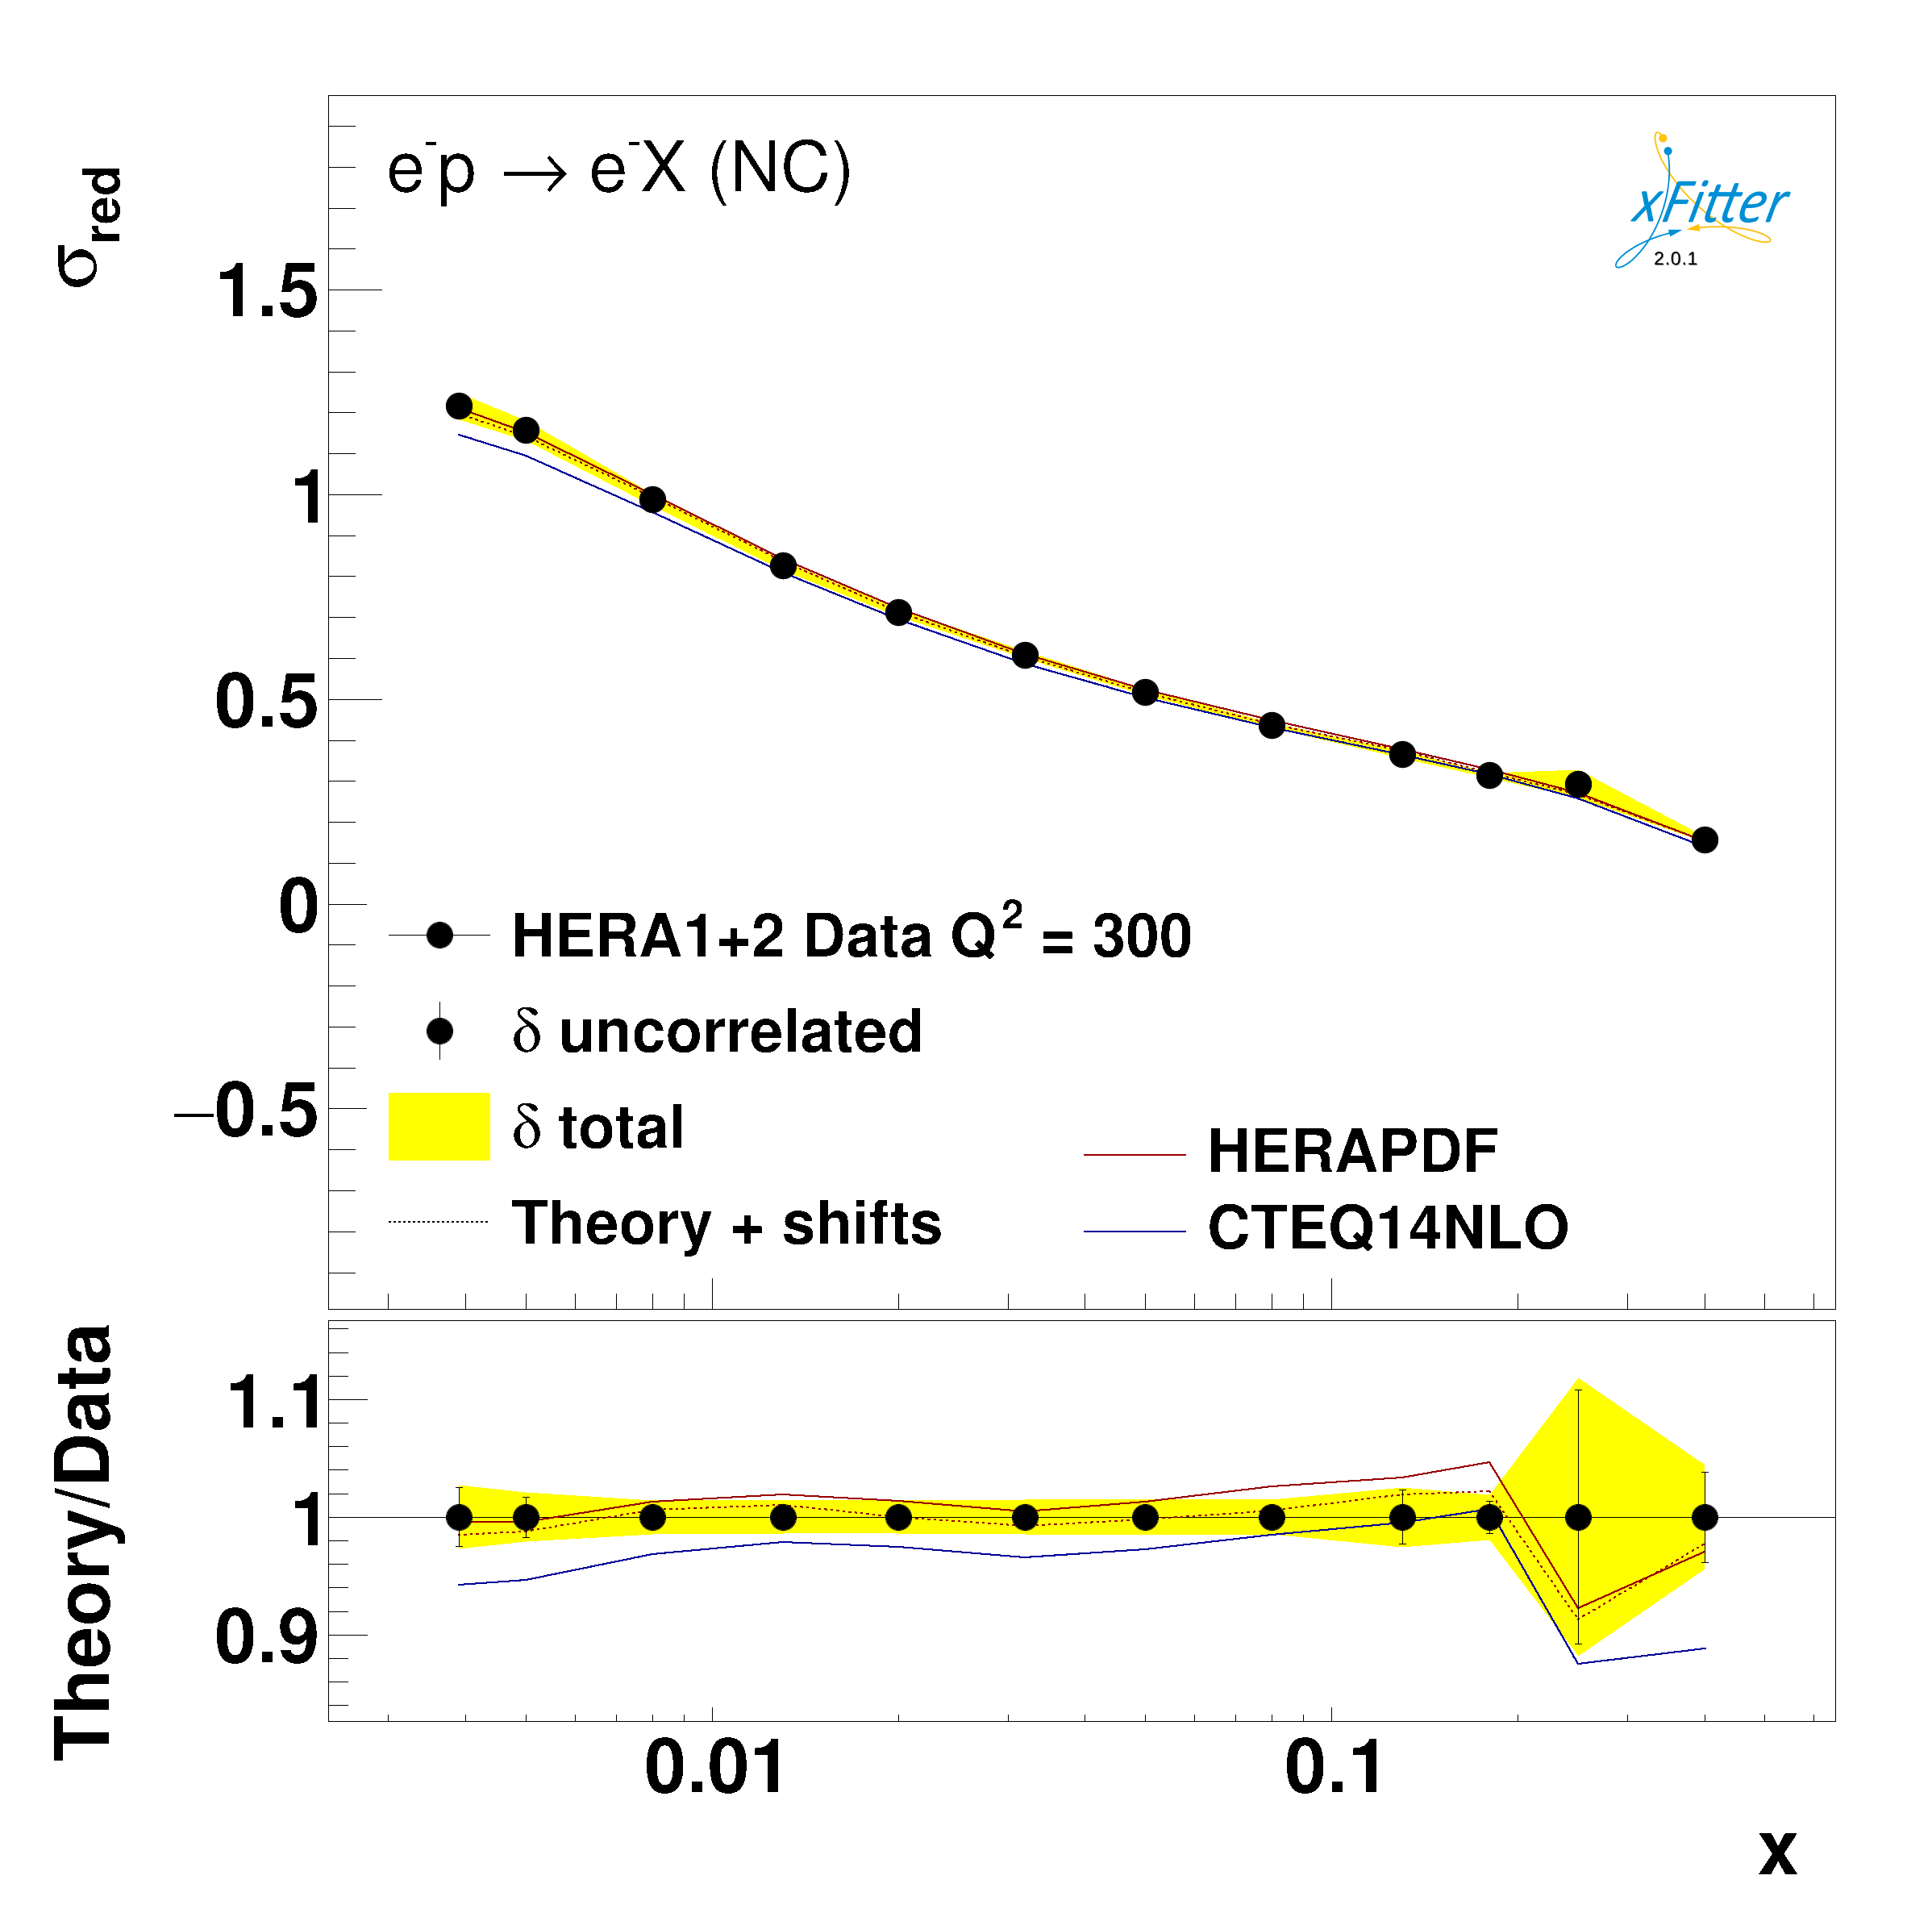 σred
e-p → e-X (NC)
xFitter
2.0.1
1.5
1
0.5
0
−0.5
HERA1+2 Data Q² = 300
δ uncorrelated
δ total
Theory + shifts
HERAPDF
CTEQ14NLO
Theory/Data
1.1
1
0.9
0.01
0.1
x